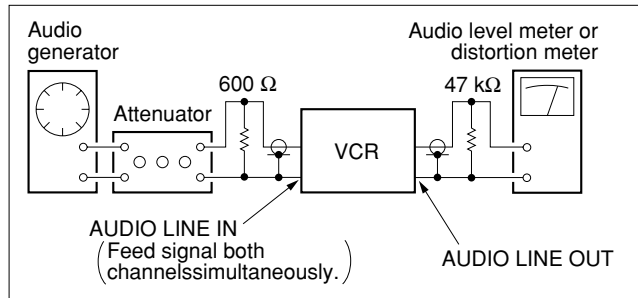 Audio
generator
Audio level meter or
distortion meter
600 Ω
47 kΩ
Attenuator
VCR
AUDIO LINE IN
(Feed signal both
channelssimultaneously.)
AUDIO LINE OUT